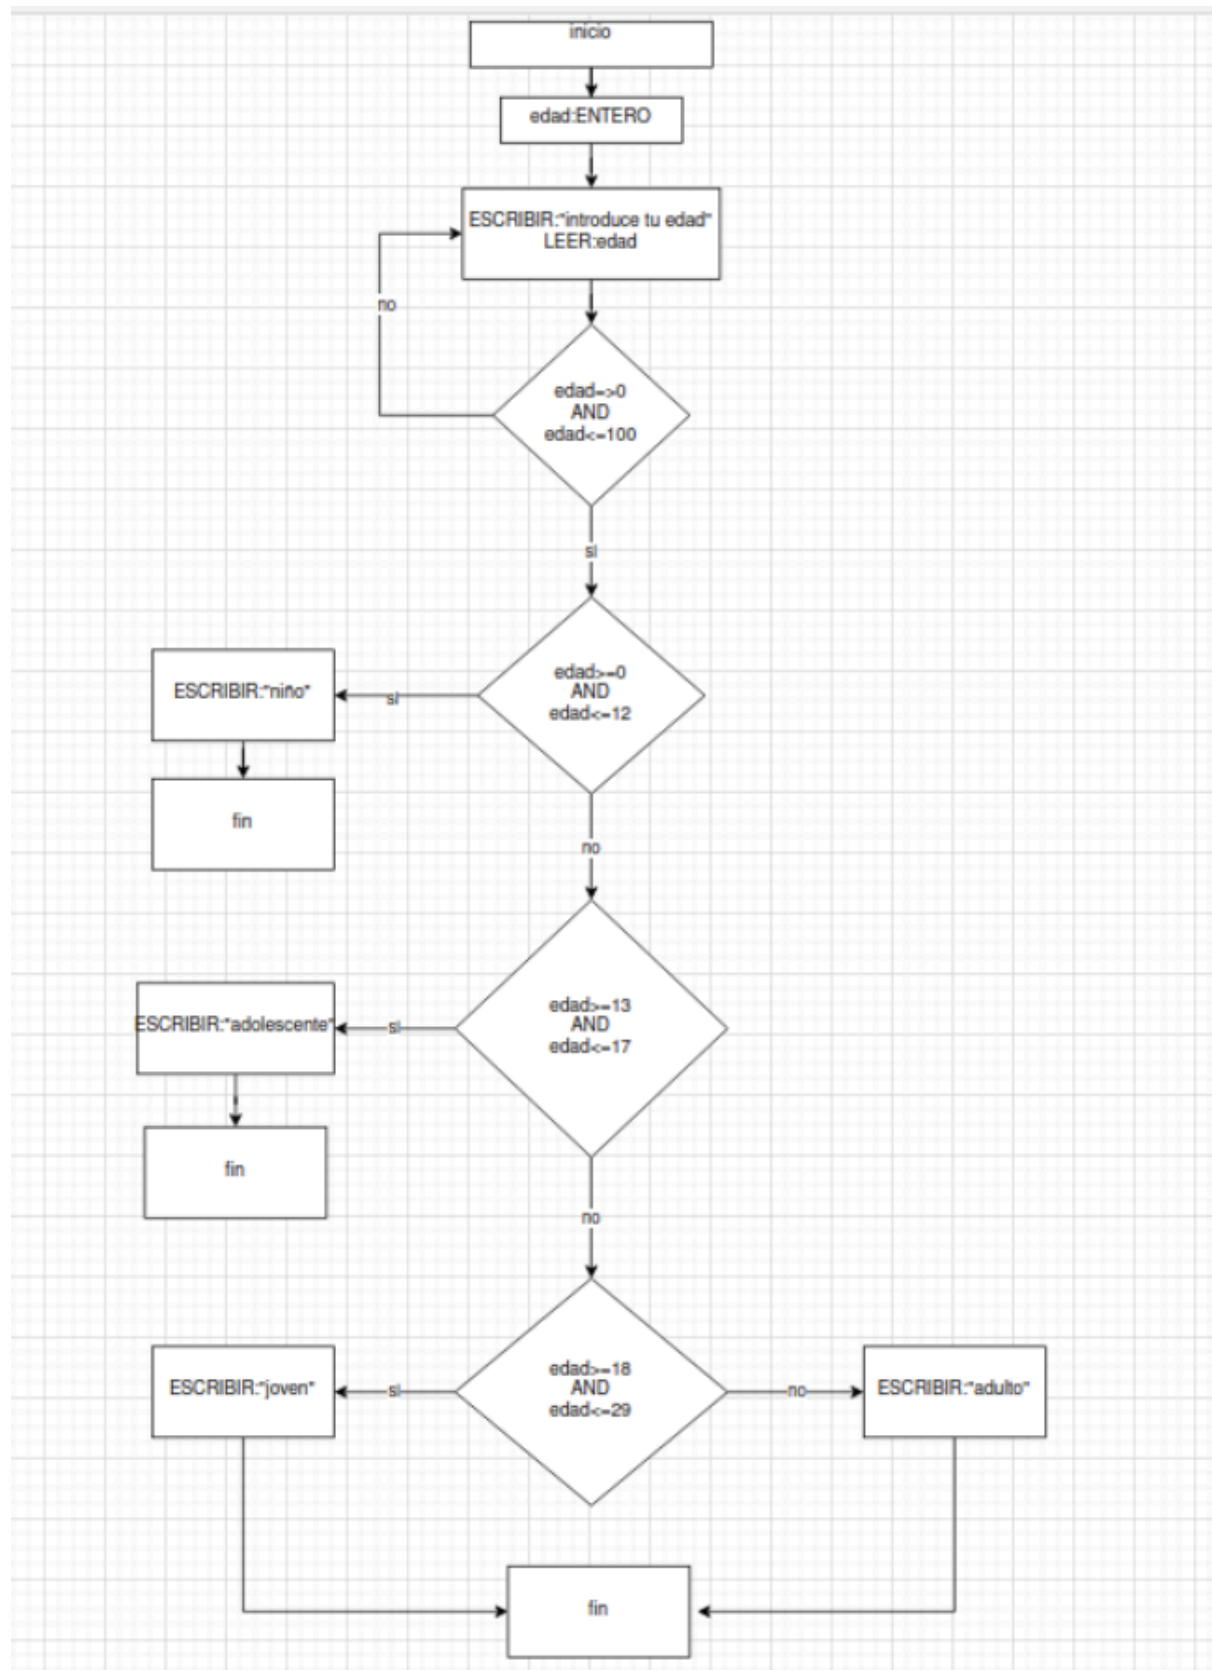 inicio
edad:ENTERO
ESCRIBIR:"introduce tu edad"
LEER:edad
no
edad=>0
AND
edad<=100
si
edad>=0
AND
edad<=12
si
ESCRIBIR:"niño"
fin
no
edad>=13
AND
edad<=17
si
ESCRIBIR:"adolescente"
fin
no
edad>=18
AND
edad<=29
si
ESCRIBIR:"joven"
no
ESCRIBIR:"adulto"
fin